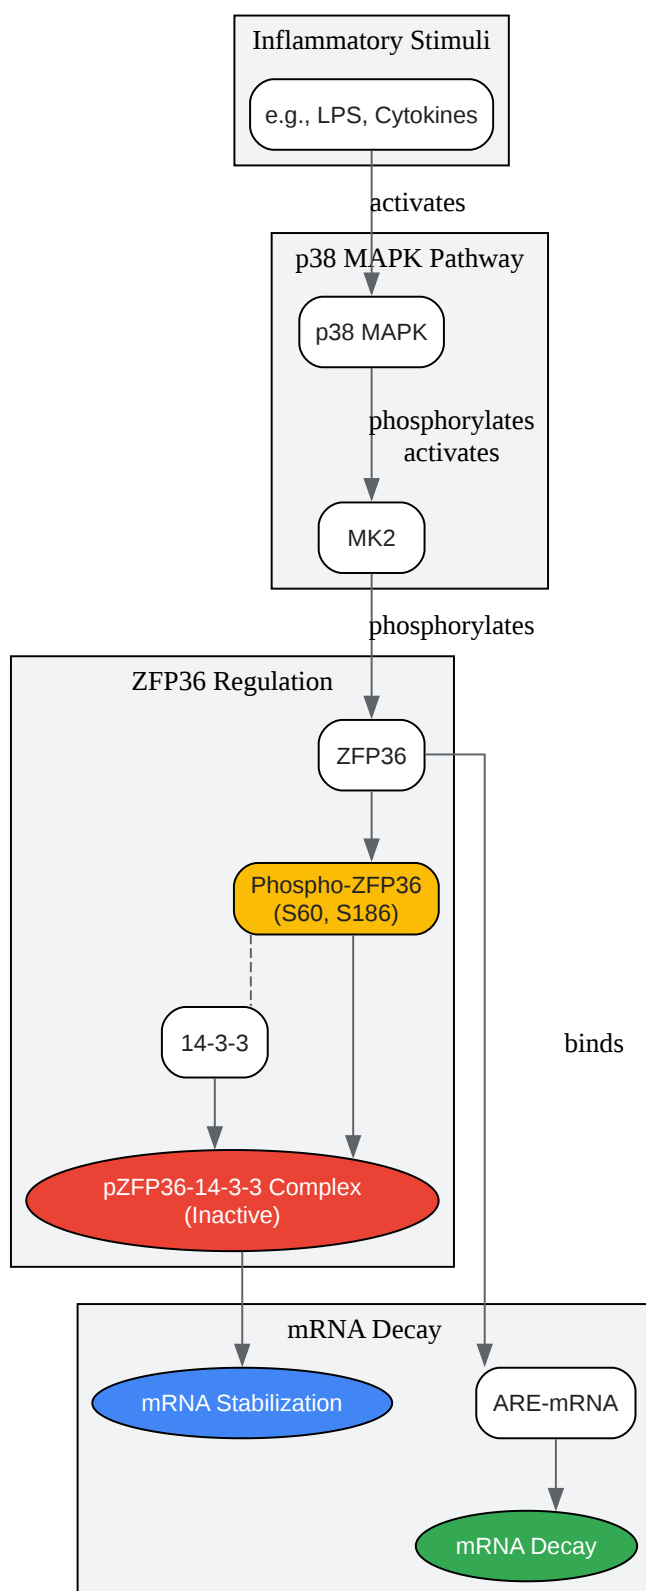 Inflammatory Stimuli
e.g., LPS, Cytokines
activates
p38 MAPK Pathway
p38 MAPK
phosphorylates
activates
MK2
phosphorylates
ZFP36 Regulation
ZFP36
Phospho-ZFP36
(S60, S186)
14-3-3
binds
pZFP36-14-3-3 Complex
(Inactive)
mRNA Decay
mRNA Stabilization
ARE-mRNA
mRNA Decay